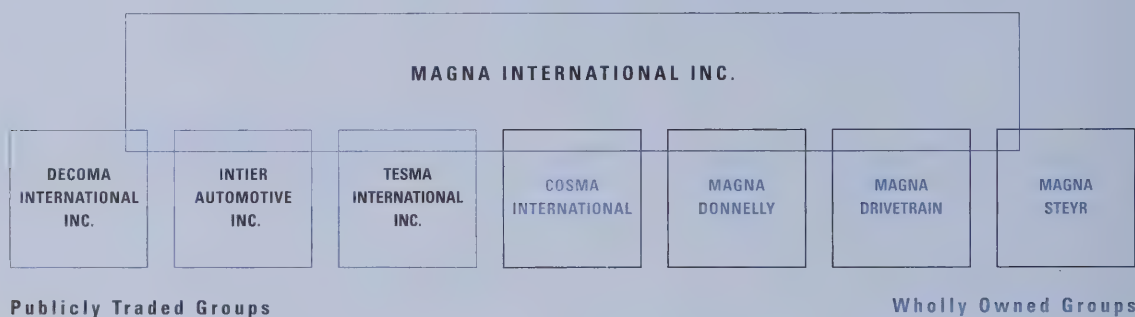 MAGNA INTERNATIONAL INC.
DECOMA
INTERNATIONAL
INC.
INTIER
AUTOMOTIVE
INC.
TESMA
INTERNATIONAL
INC.
COSMA
INTERNATIONAL
MAGNA
DONNELLY
MAGNA
DRIVETRAIN
MAGNA
STEYR
Publicly Traded Groups
Wholly Owned Groups